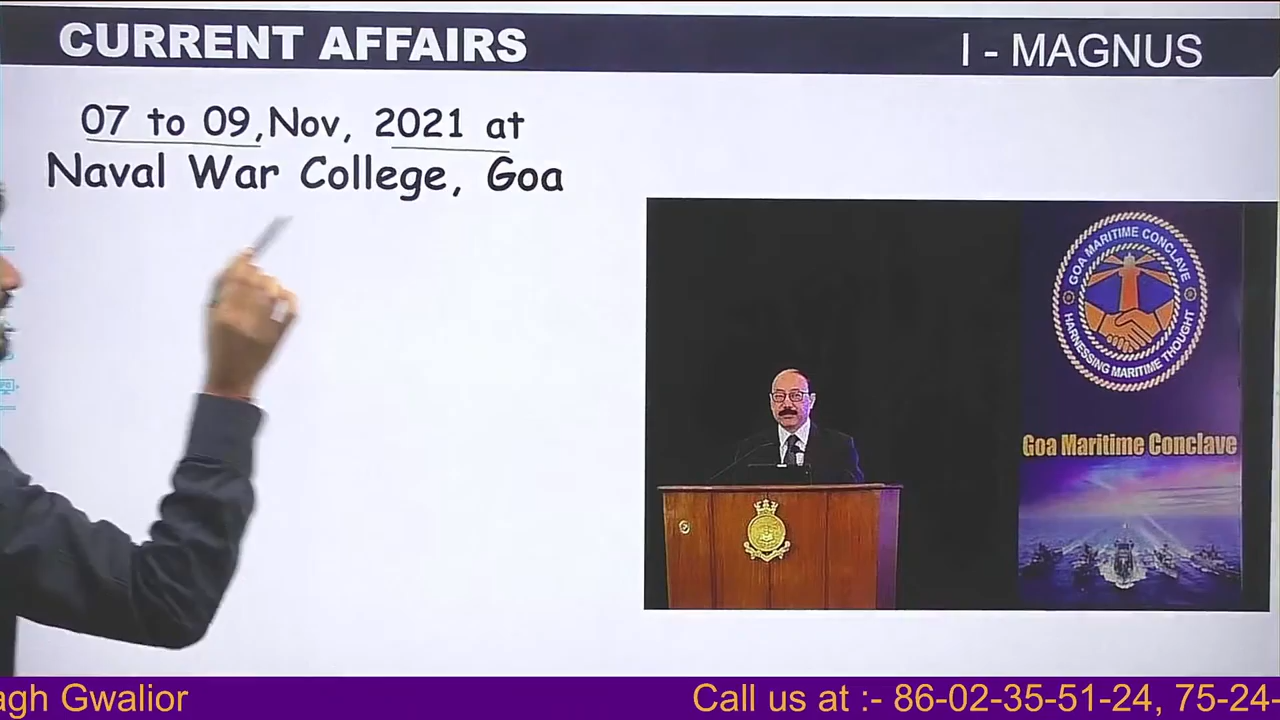 CURRENT AFFAIRS
I - MAGNUS
07 to 09,Nov, 2021 at
Naval War College, Goa
GOA MARITIME CONCLAVE
HARNESSING MARITIME THOUGHT
Goa Maritime Conclave
agh Gwalior
Call us at :- 86-02-35-51-24, 75-24-